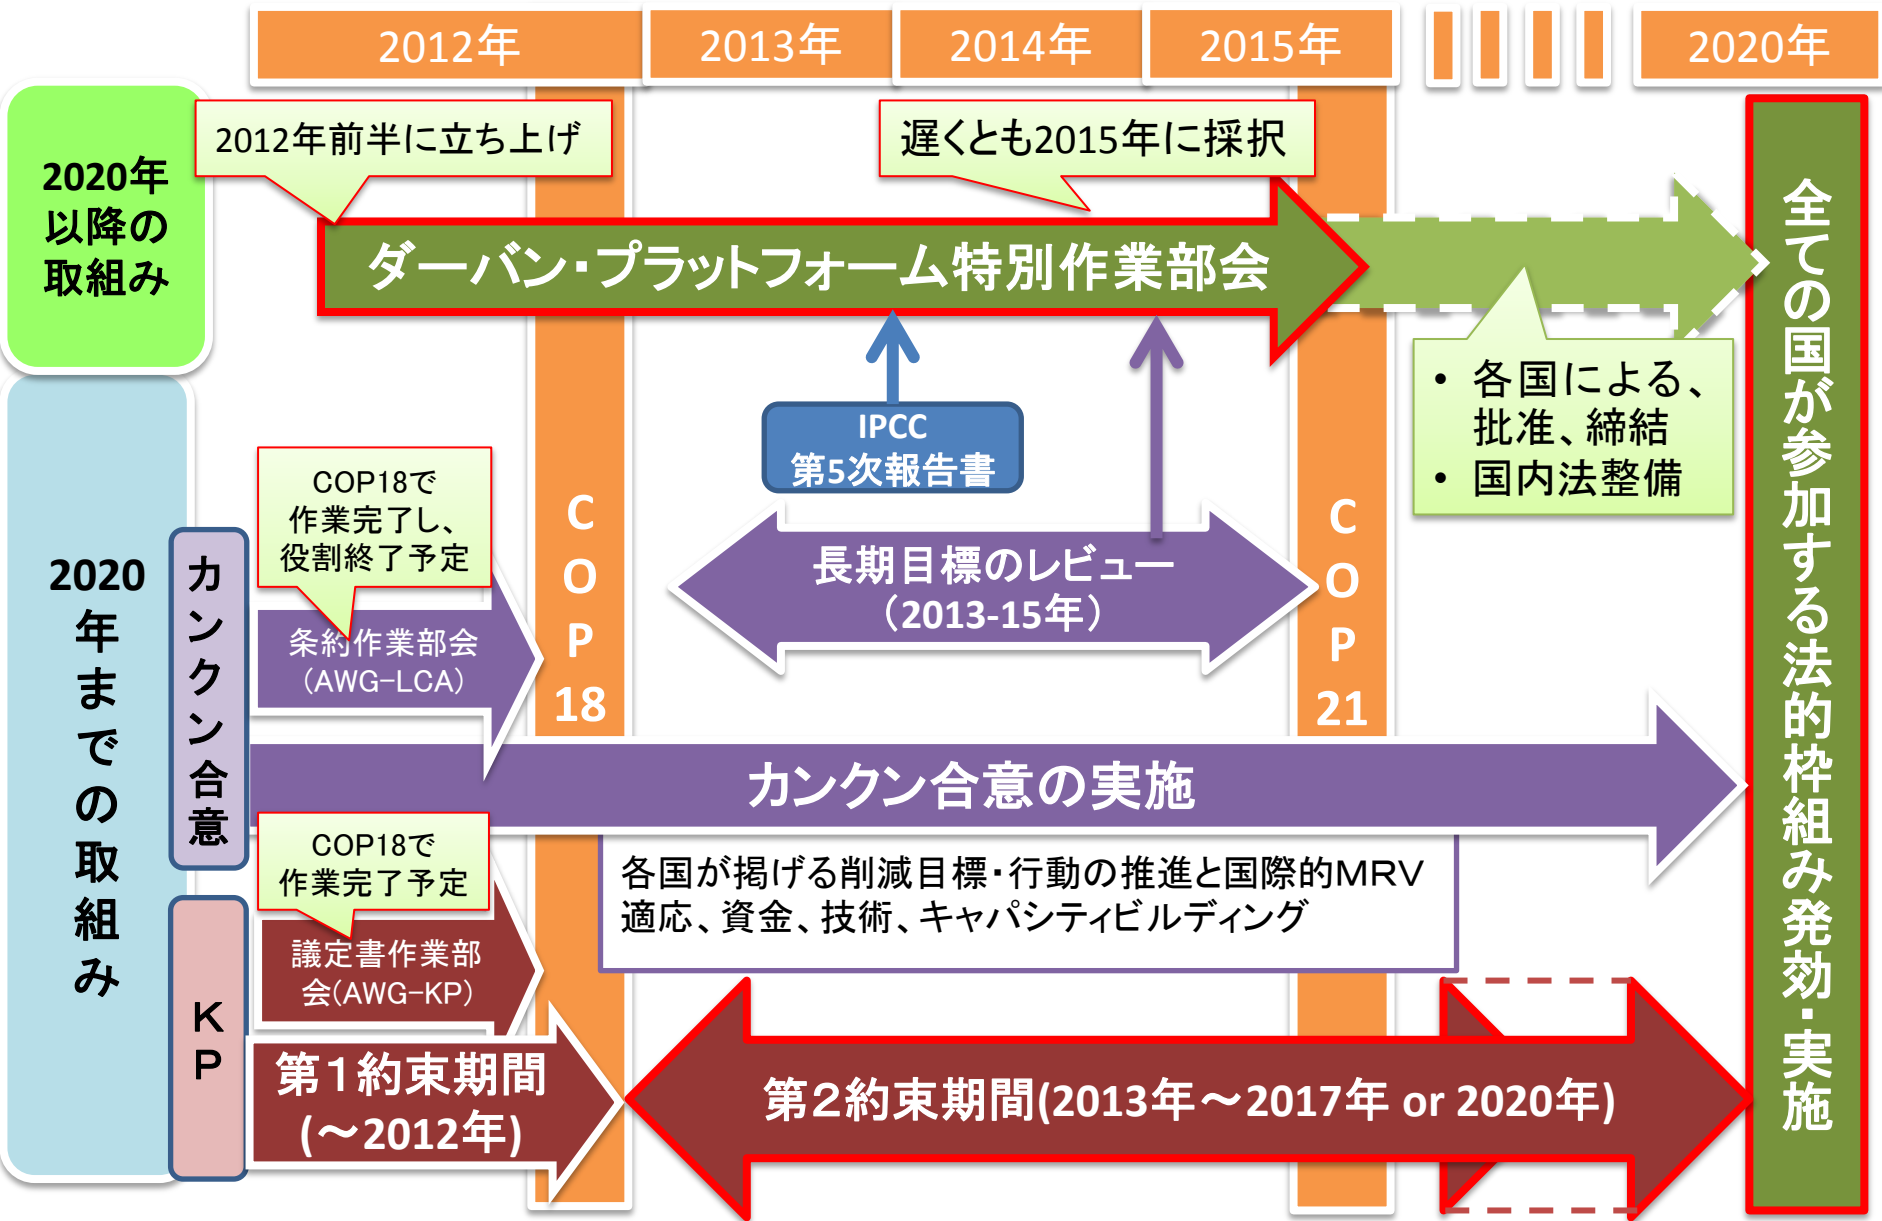 2012年
2013年
2014年
2015年
2020年
2020年
以降の
取組み
2012年前半に立ち上げ
遅くとも2015年に採択
ダーバン・プラットフォーム特別作業部会
IPCC
第5次報告書
• 各国による、
批准、締結
• 国内法整備
全ての国が参加する法的枠組み発効・実施
C
O
P
18
C
O
P
21
2020
年
ま
で
の
取
組
み
カ
ン
ク
ン
合
意
COP18で
作業完了し、
役割終了予定
条約作業部会
(AWG-LCA)
長期目標のレビュー
(2013-15年)
カンクン合意の実施
各国が掲げる削減目標・行動の推進と国際的MRV
適応、資金、技術、キャパシティビルディング
K
P
COP18で
作業完了予定
議定書作業部
会(AWG-KP)
第1約束期間
(~2012年)
第2約束期間(2013年~2017年 or 2020年)